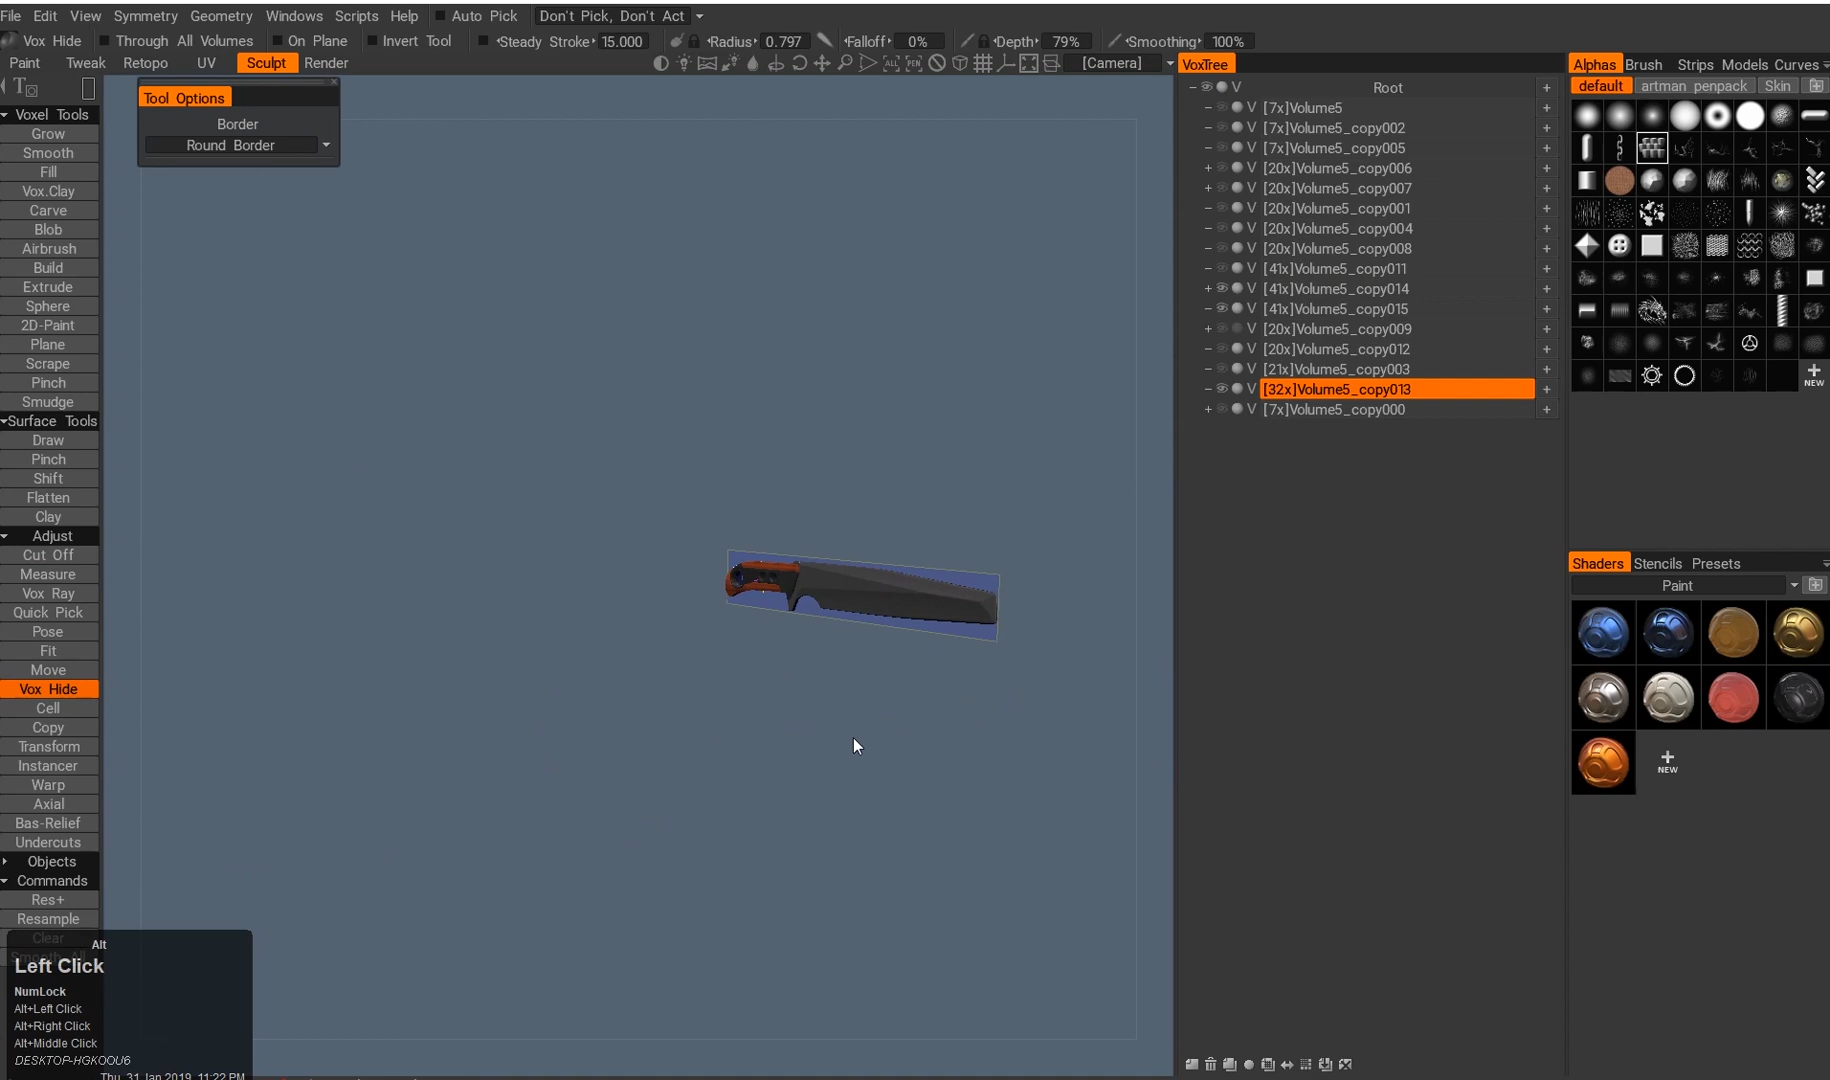 File Edit View Symmetry Geometry Windows Scripts Help Auto Pick Don't Pick, Don't Act
Vox Hide Through All Volumes On Plane Invert Tool Steady Stroke 15.000 Radius 0.797 Falloff 0% Depth 79% Smoothing 100%
Paint Tweak Retopo UV Sculpt Render ALL PEN [Camera]
Tool Options
Border
Round Border
Voxel Tools
Grow
Smooth
Fill
Vox.Clay
Carve
Blob
Airbrush
Build
Extrude
Sphere
2D-Paint
Plane
Scrape
Pinch
Smudge
Surface Tools
Draw
Pinch
Shift
Flatten
Clay
Adjust
Cut Off
Measure
Vox Ray
Quick Pick
Pose
Fit
Move
Vox Hide
Cell
Copy
Transform
Instancer
Warp
Axial
Bas-Relief
Undercuts
Objects
Commands
Res+
Resample
Clear
Alt
Left Click
NumLock
Alt+Left Click
Alt+Right Click
Alt+Middle Click
DESKTOP-HGKOQU6
Thu, 31 Jan 2019, 11:22 PM
VoxTree
V Root +
V [7x]Volume5 +
V [7x]Volume5_copy002 +
V [7x]Volume5_copy005 +
V [20x]Volume5_copy006 +
V [20x]Volume5_copy007 +
V [20x]Volume5_copy001 +
V [20x]Volume5_copy004 +
V [20x]Volume5_copy008 +
V [41x]Volume5_copy011 +
V [41x]Volume5_copy014 +
V [41x]Volume5_copy015 +
V [20x]Volume5_copy009 +
V [20x]Volume5_copy012 +
V [21x]Volume5_copy003 +
V [32x]Volume5_copy013 +
V [7x]Volume5_copy000 +
Alphas Brush Strips Models Curves
default artman penpack Skin
NEW
Shaders Stencils Presets
Paint
NEW